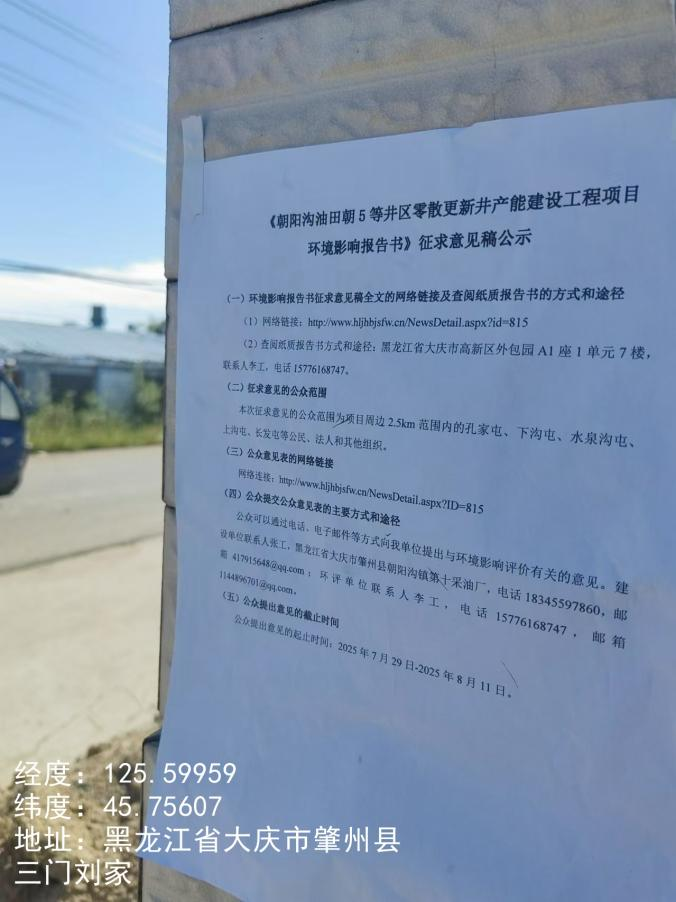 《朝阳沟油田朝 5 等井区零散更新井产能建设工程项目
环境影响报告书》征求意见稿公示
（一）环境影响报告书征求意见稿全文的网络链接及查阅纸质报告书的方式和途径
（1）网络链接：http://www.hljhbjsfw.cn/NewsDetail.aspx?id=815
（2）查阅纸质报告书方式和途径：黑龙江省大庆市高新区外包园 A1 座 1 单元 7 楼，
联系人李工，电话 15776168747。
（二）征求意见的公众范围
本次征求意见的公众范围为项目周边 2.5km 范围内的孔家屯、下沟屯、水泉沟屯、
上沟屯、长发屯等公民、法人和其他组织。
（三）公众意见表的网络链接
网络连接：http://www.hljhbjsfw.cn/NewsDetail.aspx?ID=815
（四）公众提交公众意见表的主要方式和途径
公众可以通过电话、电子邮件等方式向我单位提出与环境影响评价有关的意见。建
设单位联系人张工，黑龙江省大庆市肇州县朝阳沟镇第十采油厂，电话 18345597860，邮
箱 417915648@qq.com；环评单位联系人李工，电话 15776168747，邮箱
1144896701@qq.com。
（五）公众提出意见的截止时间
公众提出意见的起止时间：2025 年 7 月 29 日-2025 年 8 月 11 日。
经度：125.59959
纬度：45.75607
地址：黑龙江省大庆市肇州县
三门刘家